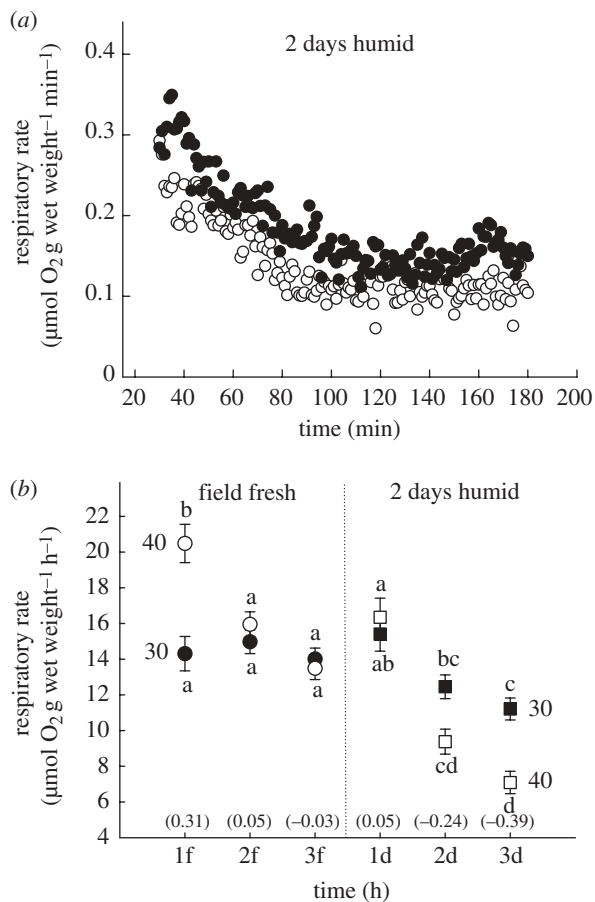 (a)
2 days humid
respiratory rate
(µmol O₂ g wet weight⁻¹ min⁻¹)
0.4
0.3
0.2
0.1
0
20 40 60 80 100 120 140 160 180 200
time (min)
(b)
field fresh 2 days humid
respiratory rate
(µmol O₂ g wet weight⁻¹ h⁻¹)
22
20
18
16
14
12
10
8
6
4
b
40
30
a
a
a
a
a
a
ab
bc
cd
c
30
40
d
(0.31) (0.05) (–0.03) (0.05) (–0.24) (–0.39)
1f 2f 3f 1d 2d 3d
time (h)